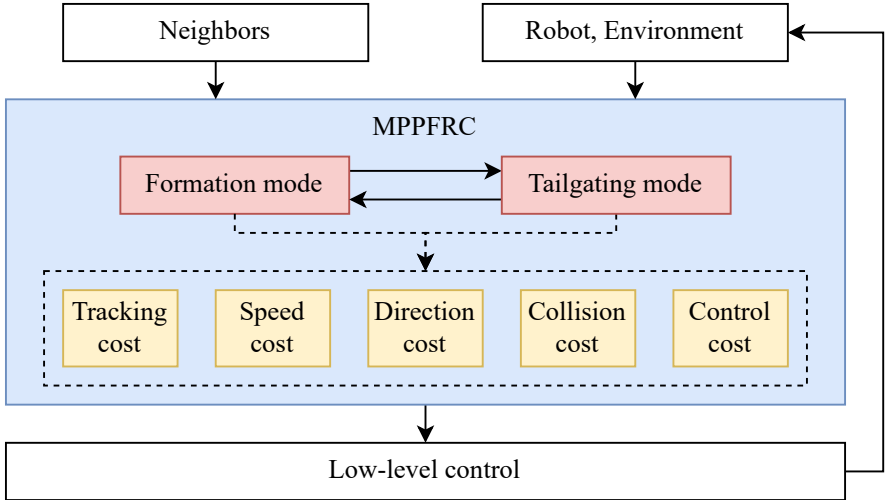 Neighbors
Robot, Environment
MPPFRC
Formation mode
Tailgating mode
Tracking
cost
Speed
cost
Direction
cost
Collision
cost
Control
cost
Low-level control